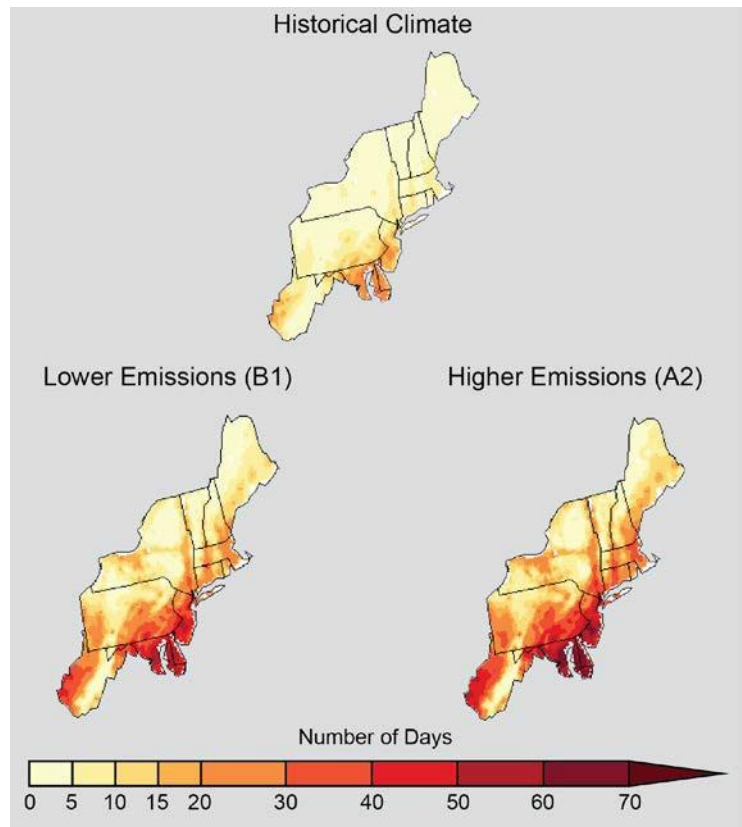 Historical Climate
Lower Emissions (B1)
Higher Emissions (A2)
Number of Days
0 5 10 15 20 30 40 50 60 70